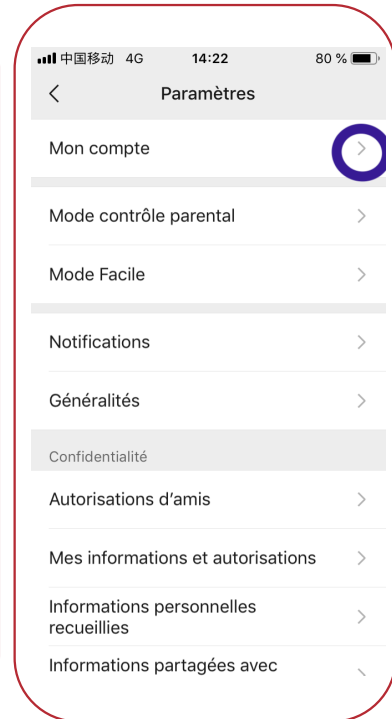 中国移动 4G 14:22 80 %
Paramètres
Mon compte
Mode contrôle parental
Mode Facile
Notifications
Généralités
Confidentialité
Autorisations d’amis
Mes informations et autorisations
Informations personnelles
recueillies
Informations partagées avec